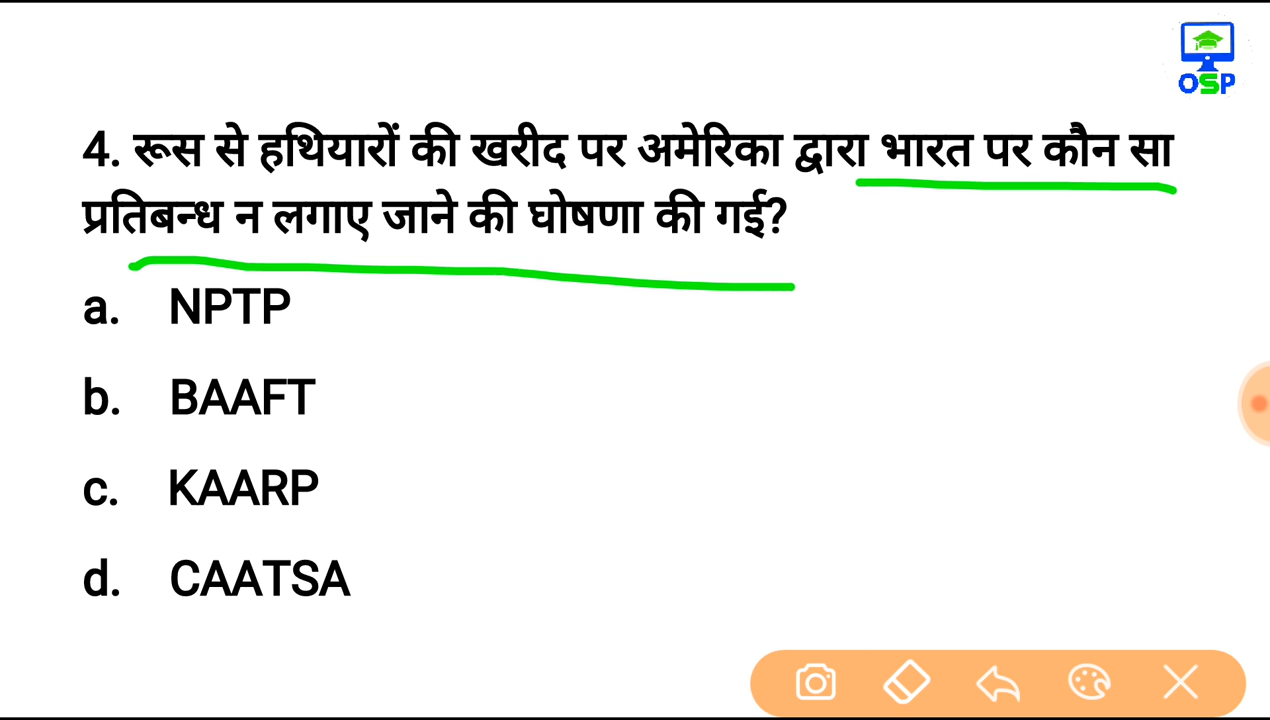 OSP
4. रूस से हथियारों की खरीद पर अमेरिका द्वारा भारत पर कौन सा
प्रतिबन्ध न लगाए जाने की घोषणा की गई?
a. NPTP
b. BAAFT
c. KAARP
d. CAATSA